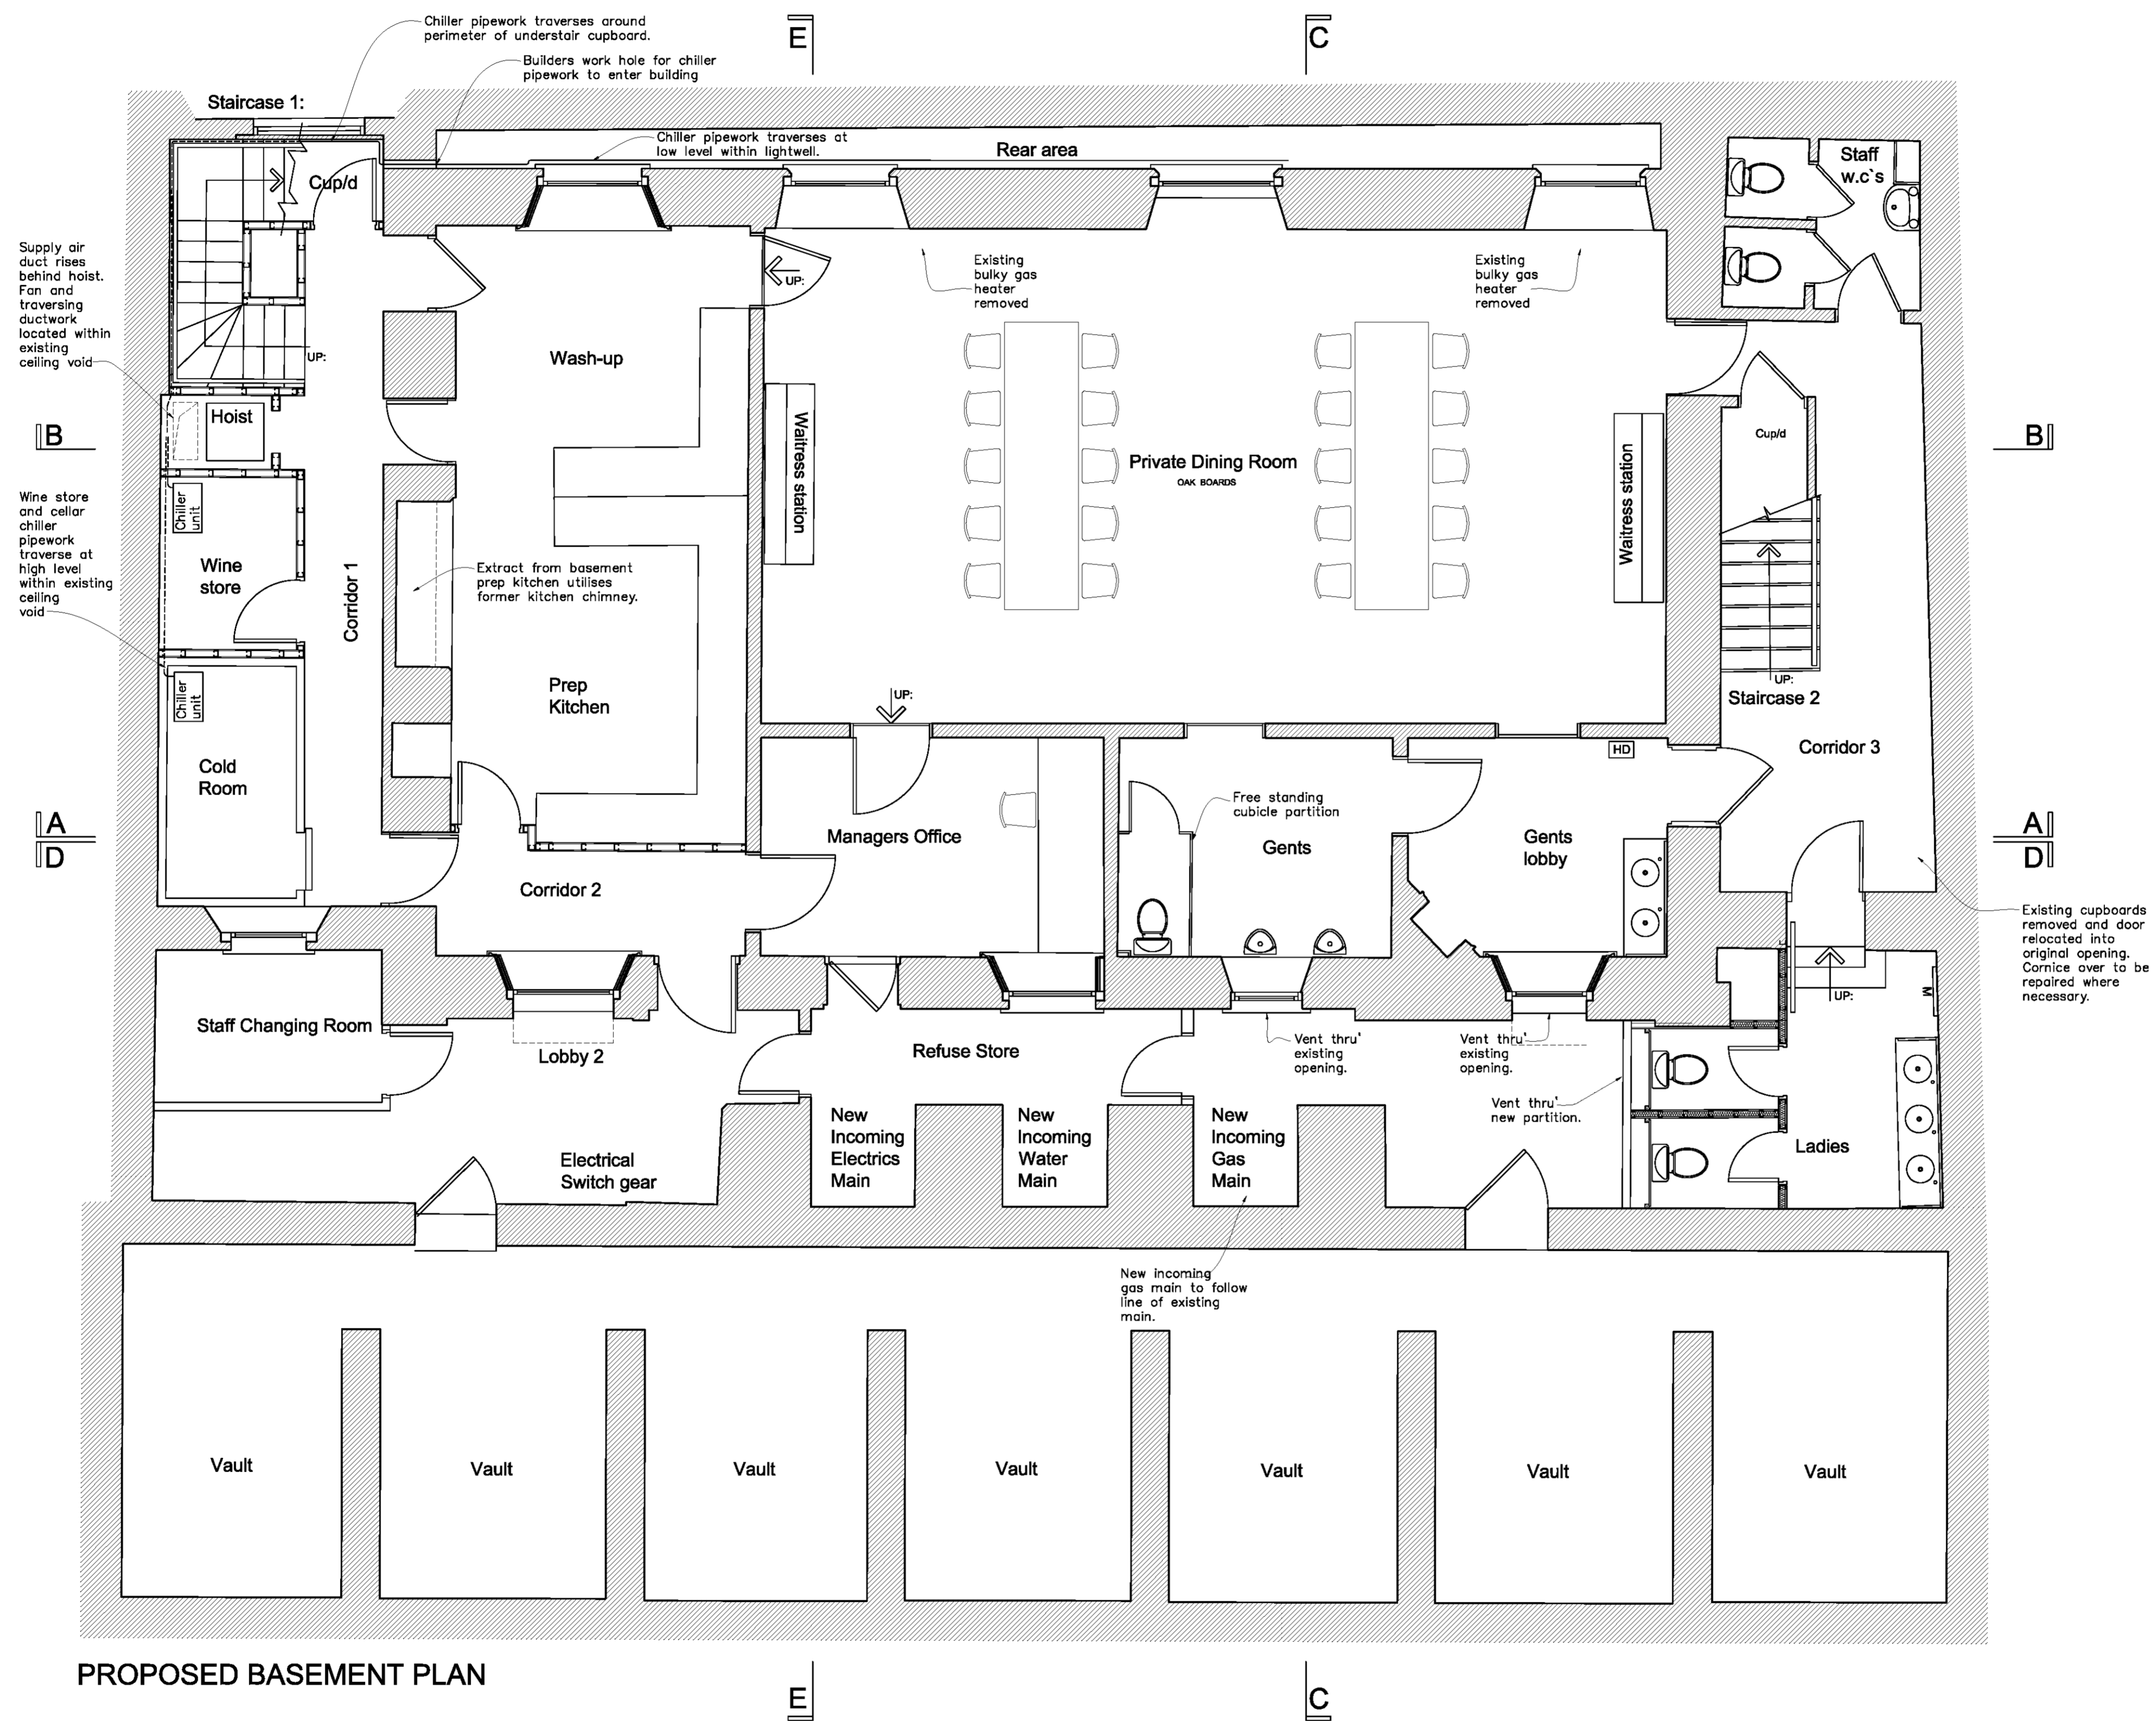 Chiller pipework traverses around
perimeter of understair cupboard.
E
C
Builders work hole for chiller
pipework to enter building
Staircase 1:
Chiller pipework traverses at
low level within lightwell.
Rear area
Staff
w.c`s
Cup/d
Supply air
duct rises
behind hoist.
Fan and
traversing
ductwork
located within
existing
ceiling void
UP:
Existing
bulky gas
heater
removed
Existing
bulky gas
heater
removed
UP:
Wash-up
Hoist
B
B
Cup/d
Waitress station
Private Dining Room
OAK BOARDS
Waitress station
Wine store
and cellar
chiller
pipework
traverse at
high level
within existing
ceiling
void
Chiller
unit
Wine
store
Corridor 1
Extract from basement
prep kitchen utilises
former kitchen chimney.
Chiller
unit
Prep
Kitchen
UP:
UP:
Staircase 2
Cold
Room
HD
Corridor 3
Free standing
cubicle partition
A
D
Managers Office
Gents
Gents
lobby
A
D
Corridor 2
Existing cupboards
removed and door
relocated into
original opening.
Cornice over to be
repaired where
necessary.
UP:
M
Staff Changing Room
Lobby 2
Refuse Store
Vent thru'
existing
opening.
Vent thru'
existing
opening.
Vent thru'
new partition.
New
Incoming
Electrics
Main
New
Incoming
Water
Main
New
Incoming
Gas
Main
Electrical
Switch gear
Ladies
New incoming
gas main to follow
line of existing
main.
Vault
Vault
Vault
Vault
Vault
Vault
Vault
PROPOSED BASEMENT PLAN
E
C